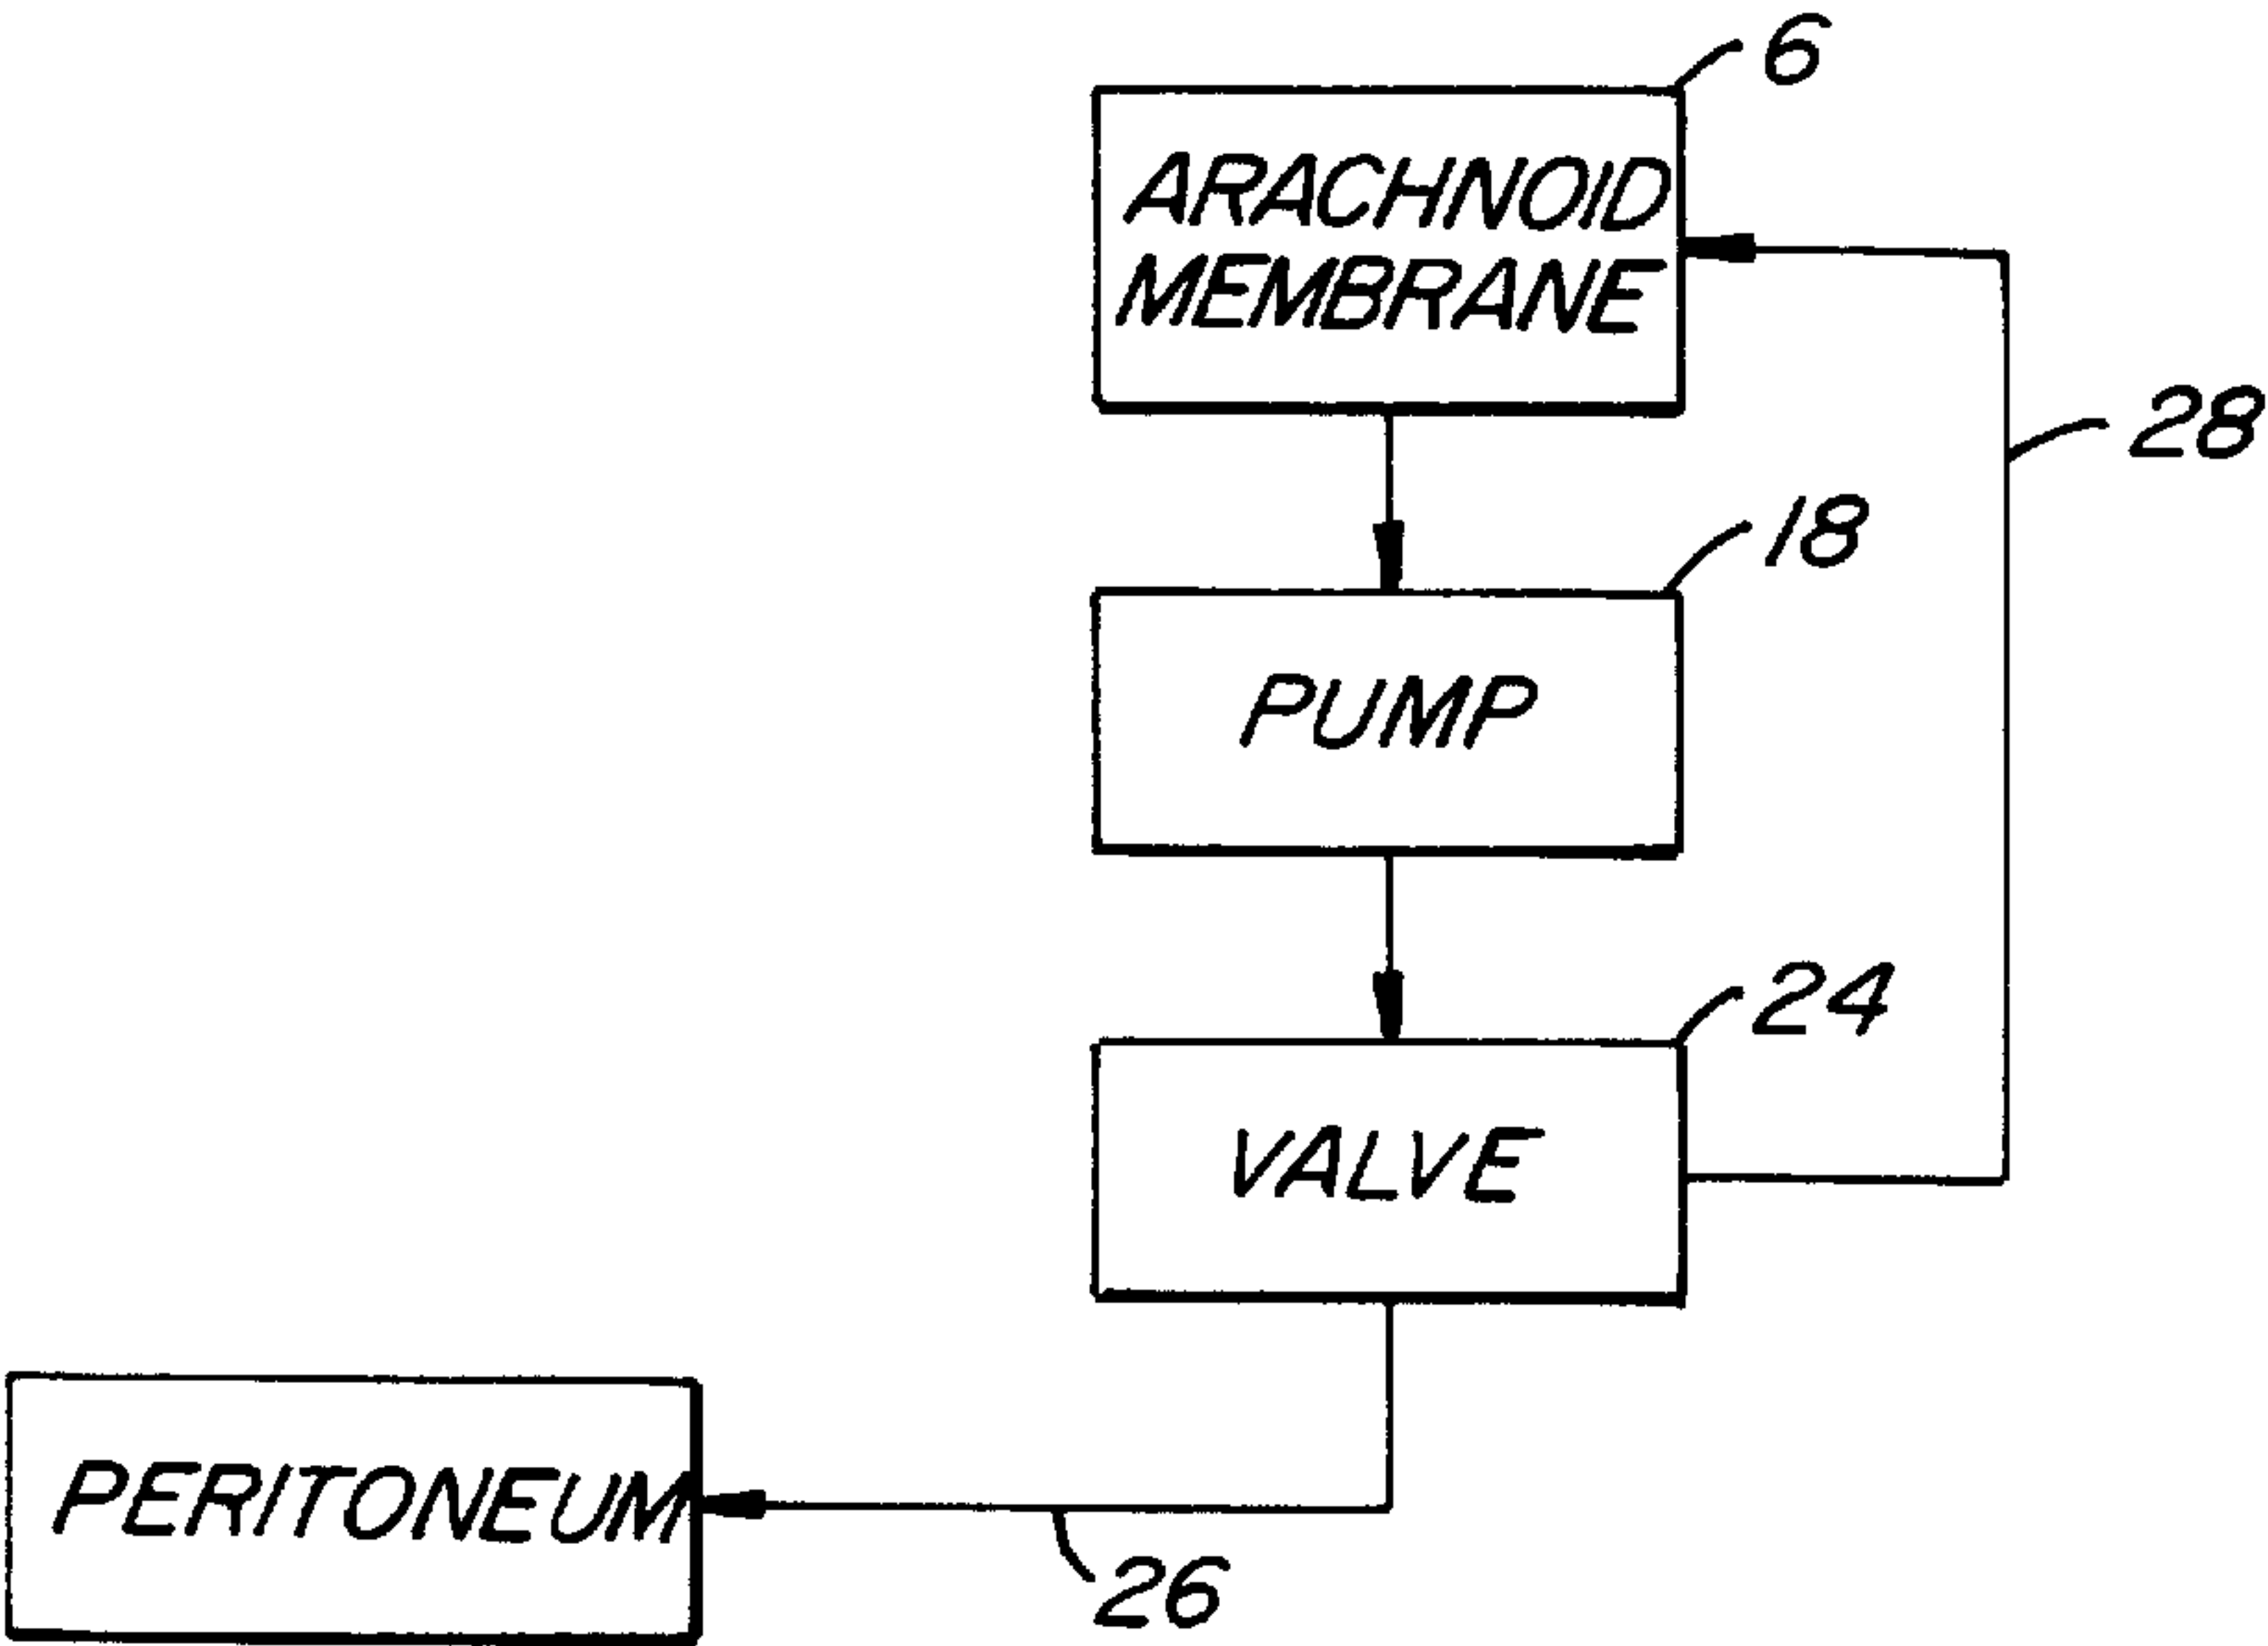 6
ARACHNOID
MEMBRANE
28
18
PUMP
24
VALVE
PERITONEUM
26